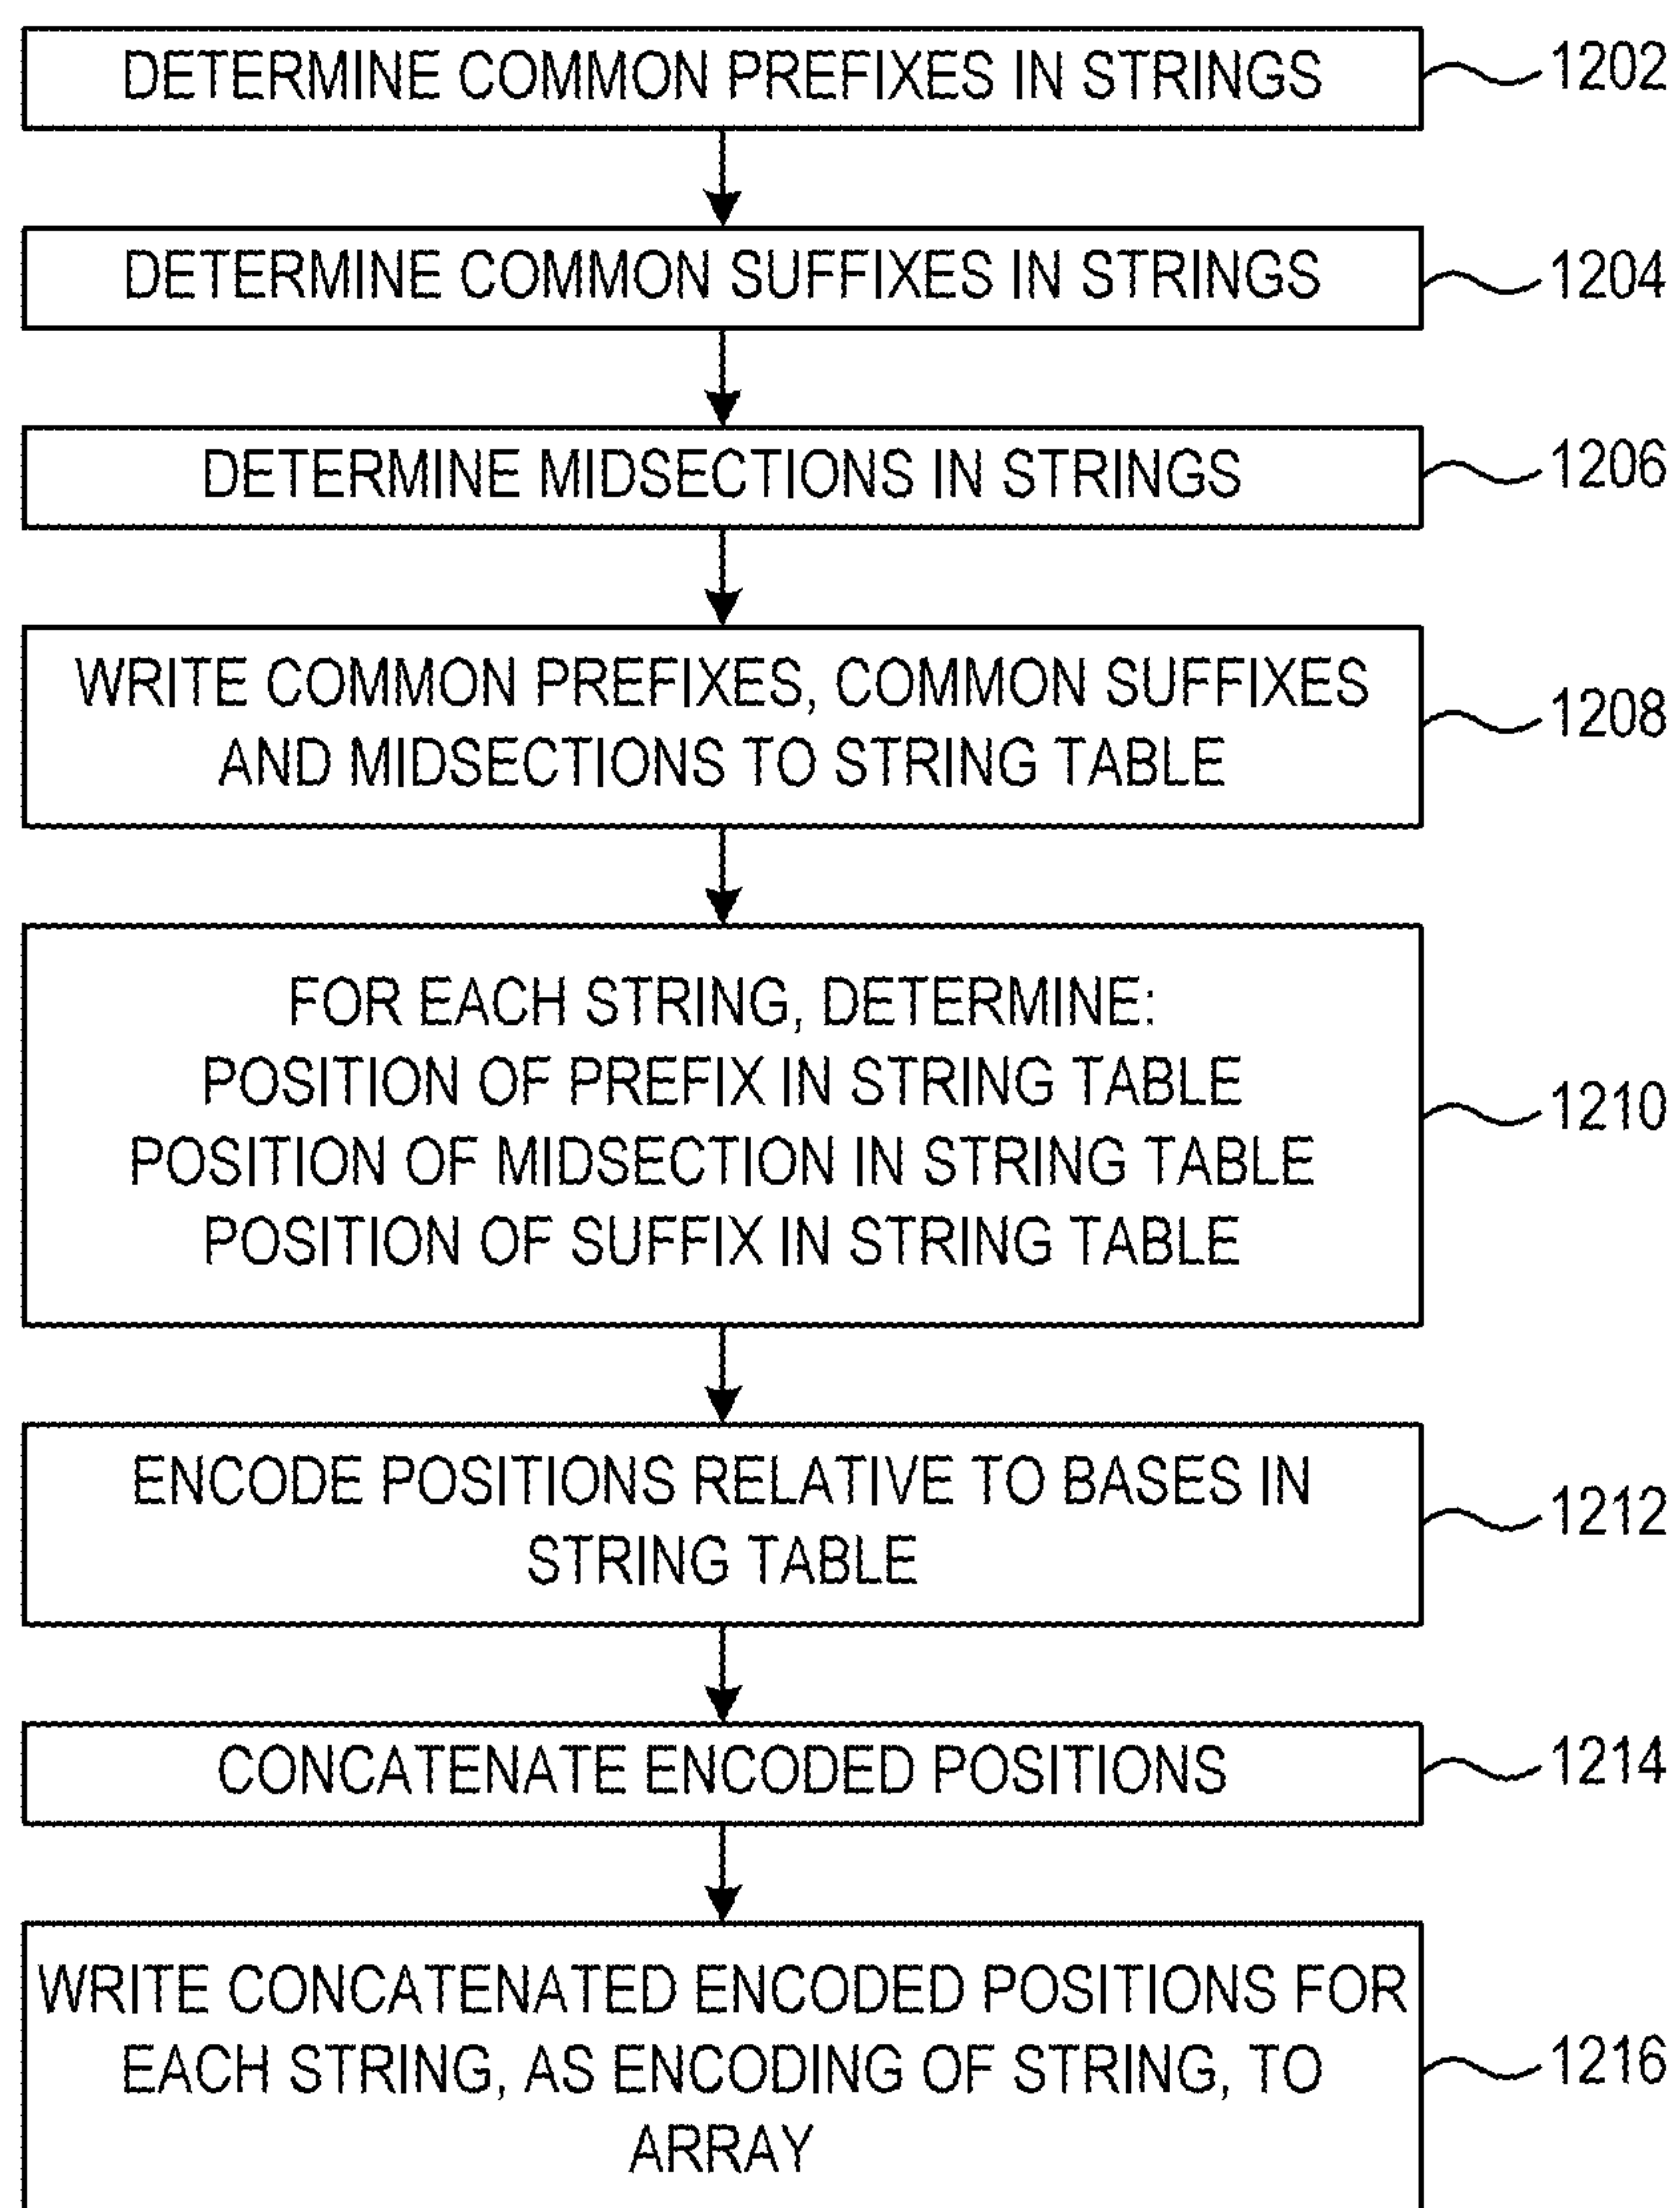 DETERMINE COMMON PREFIXES IN STRINGS
1202
DETERMINE COMMON SUFFIXES IN STRINGS
1204
DETERMINE MIDSECTIONS IN STRINGS
1206
WRITE COMMON PREFIXES, COMMON SUFFIXES
AND MIDSECTIONS TO STRING TABLE
1208
FOR EACH STRING, DETERMINE:
POSITION OF PREFIX IN STRING TABLE
POSITION OF MIDSECTION IN STRING TABLE
POSITION OF SUFFIX IN STRING TABLE
1210
ENCODE POSITIONS RELATIVE TO BASES IN
STRING TABLE
1212
CONCATENATE ENCODED POSITIONS
1214
WRITE CONCATENATED ENCODED POSITIONS FOR
EACH STRING, AS ENCODING OF STRING, TO
ARRAY
1216